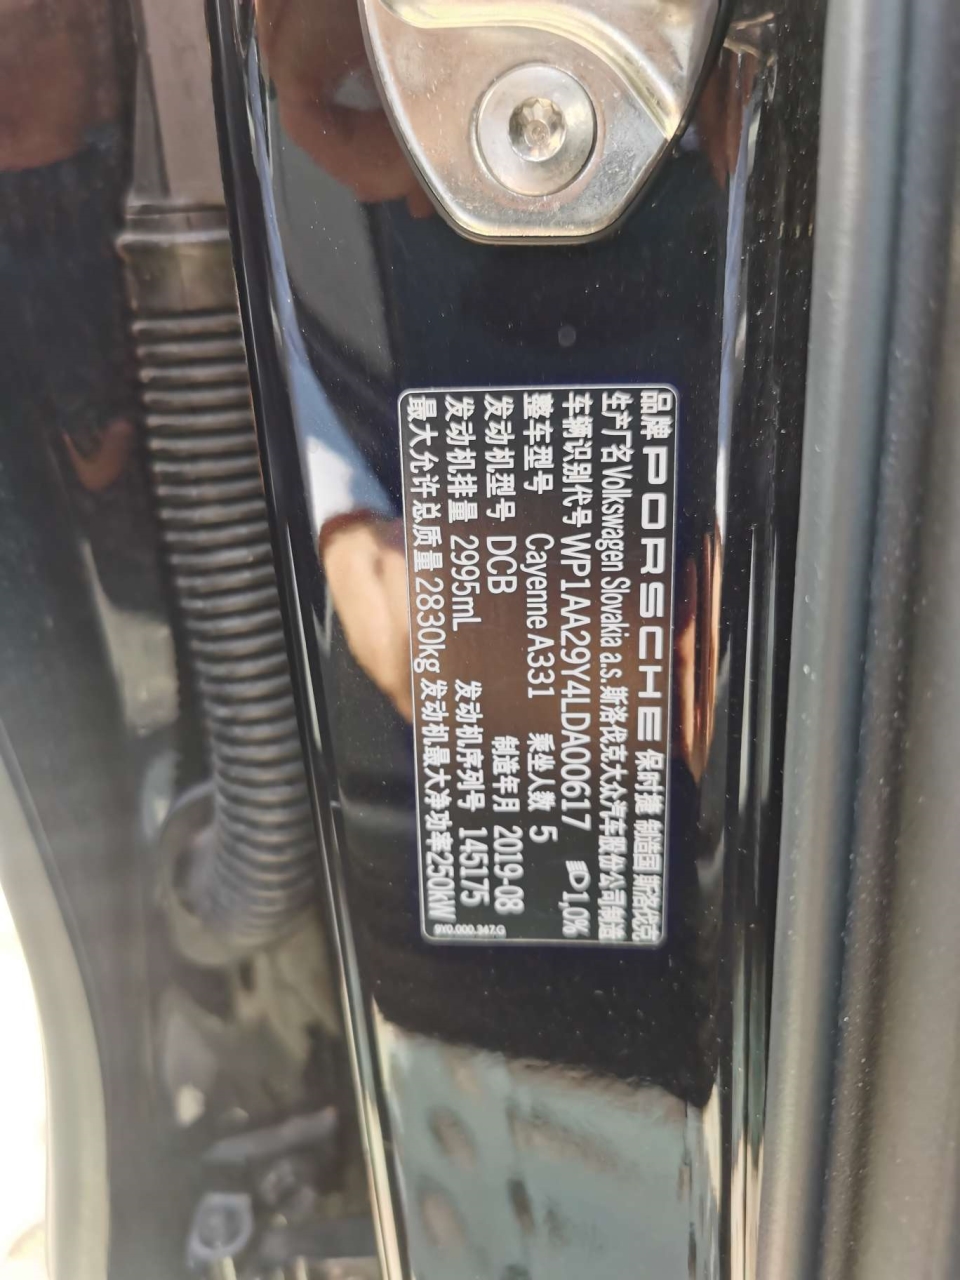 品牌 PORSCHE 保时捷 制造国 斯洛伐克
生产厂名 Volkswagen Slovakia a.s.斯洛伐克大众汽车股份公司制造
车辆识别代号 WP1AA29Y4LDA00617 1,0%
整车型号 Cayenne A331 乘坐人数 5
发动机型号 DCB 制造年月 2019-08
发动机排量 2995mL 发动机序列号 145175
最大允许总质量 2830kg 发动机最大净功率250kW
9Y0.000.347.G